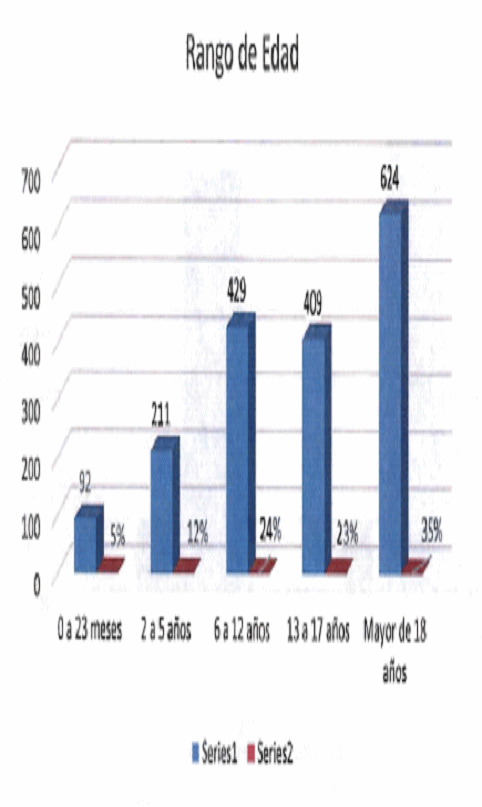 Rango de Edad
700
600
500
400
300
200
100
0
92
5%
211
12%
429
24%
409
23%
624
35%
0 a 23 meses
2 a 5 años
6 a 12 años
13 a 17 años
Mayor de 18
años
Series1
Series2